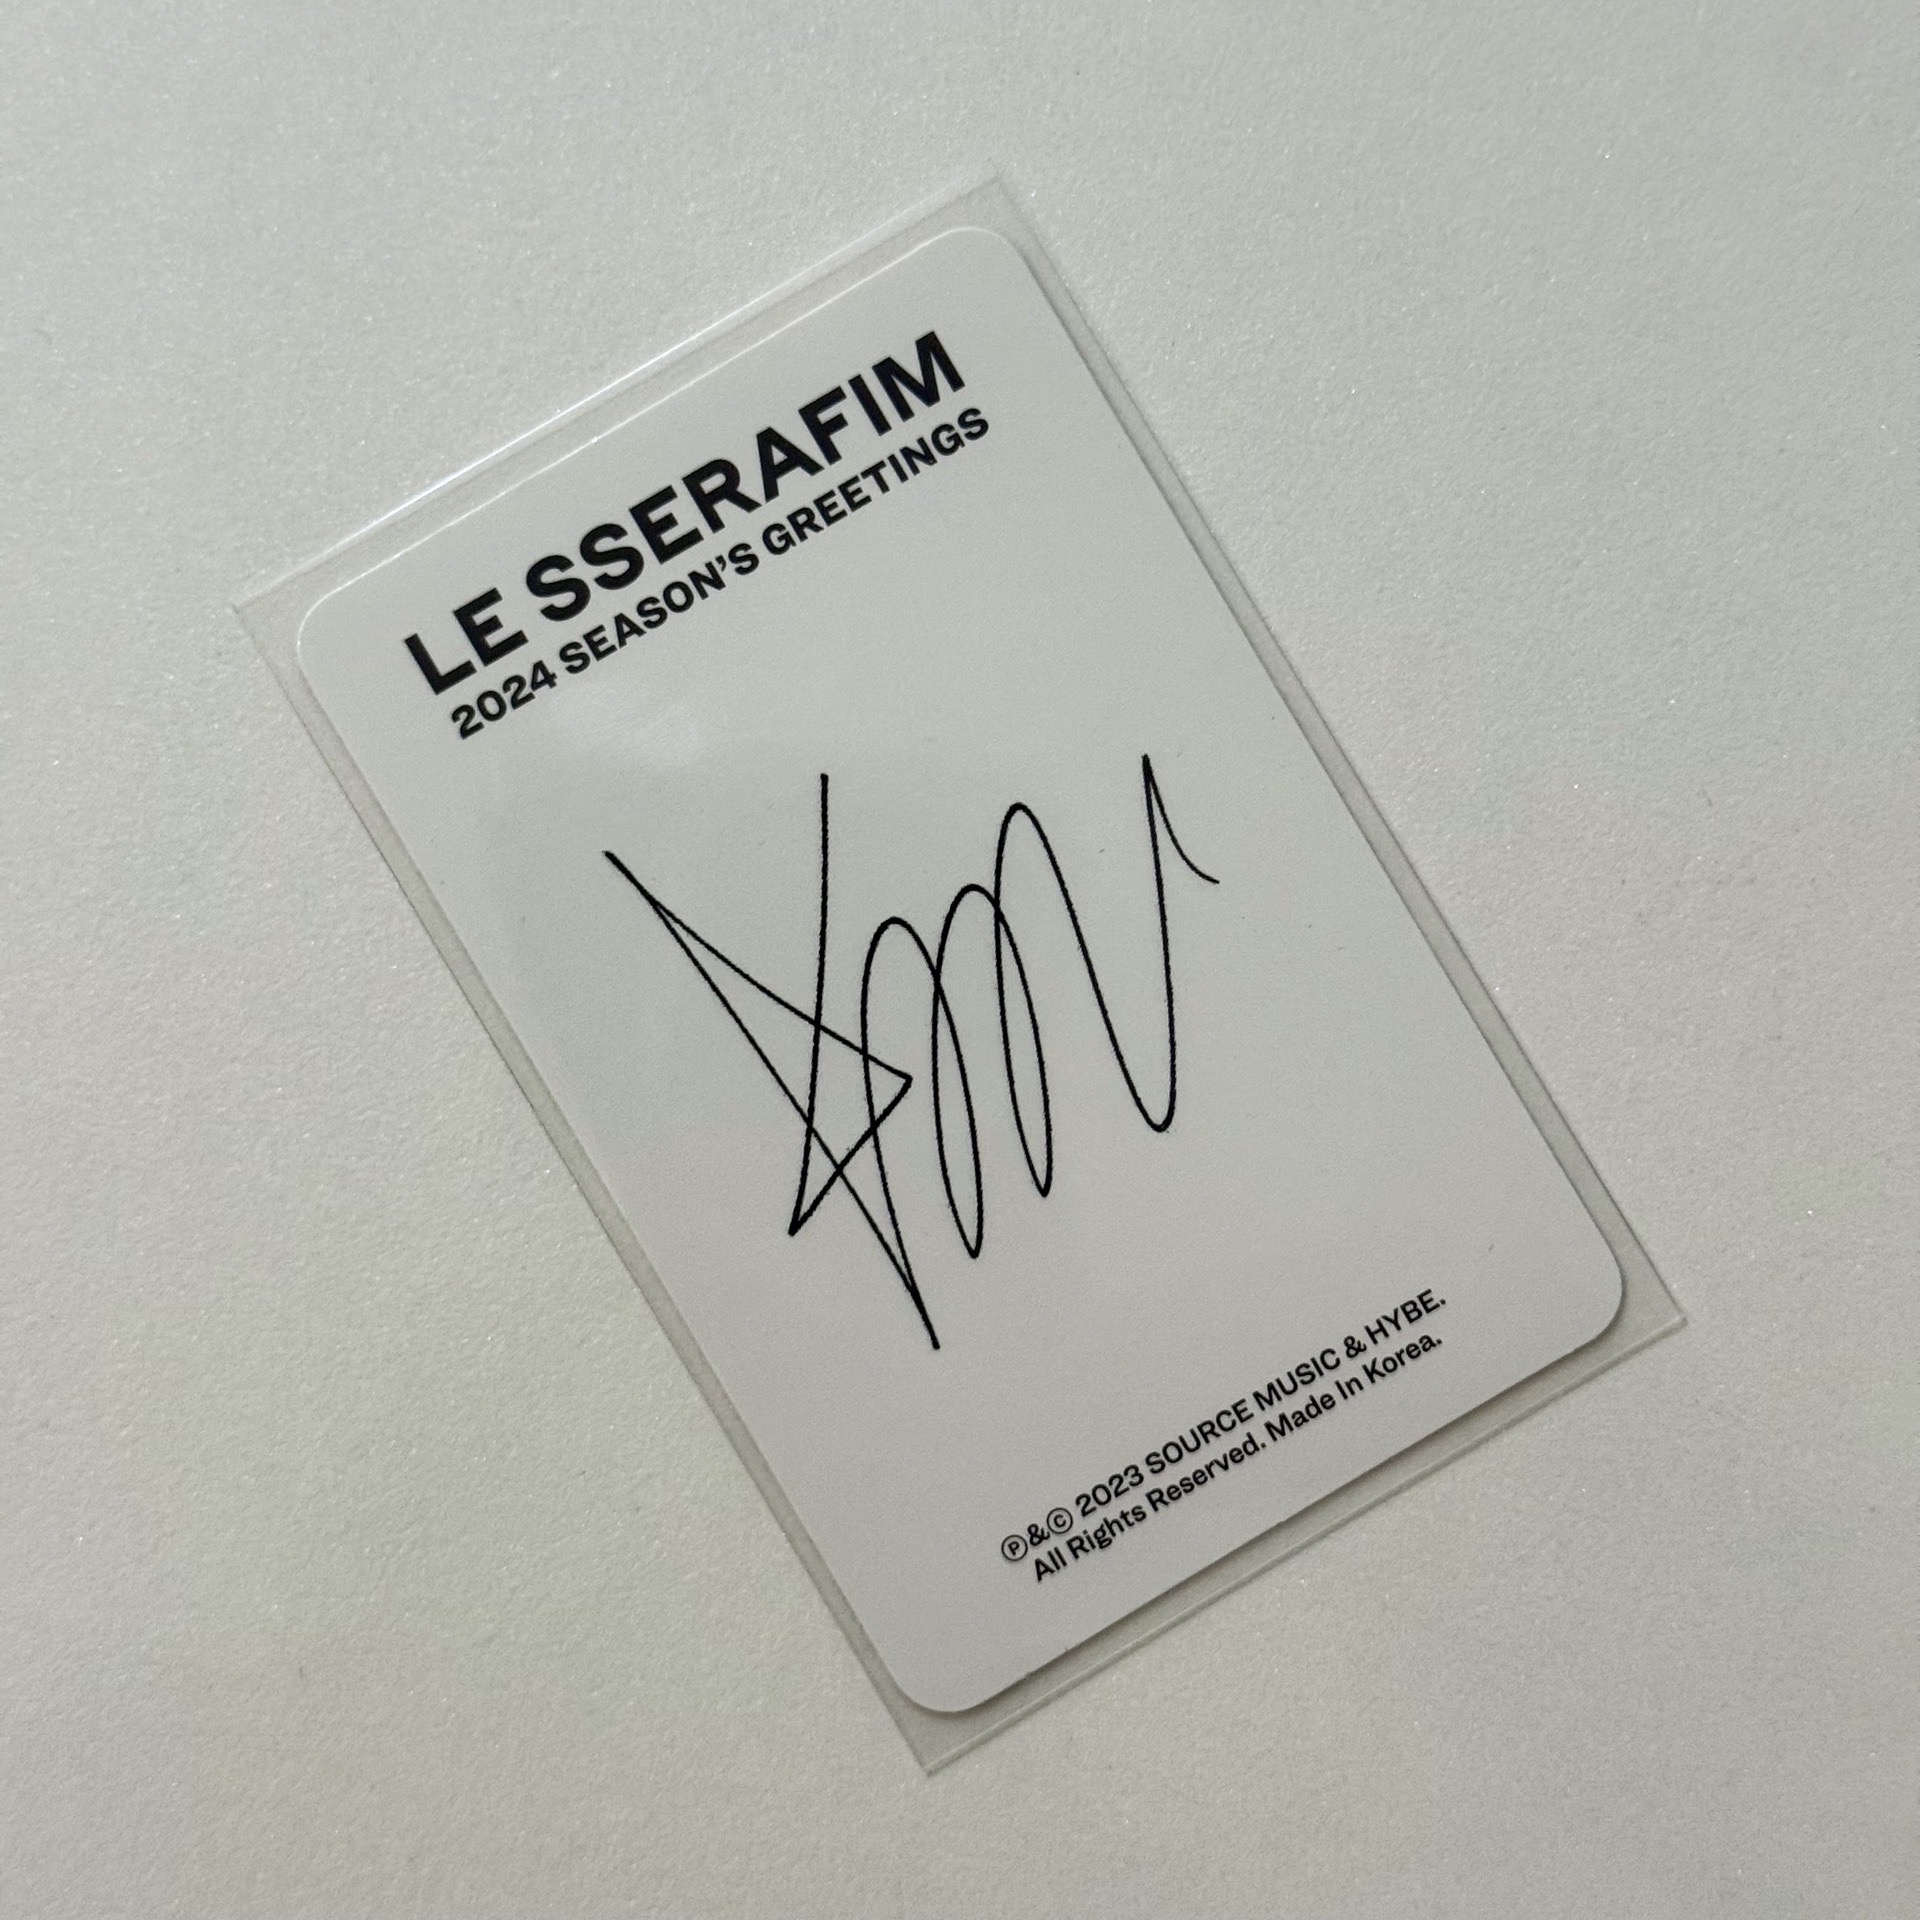 LE SSERAFIM
2024 SEASON'S GREETINGS
Ⓟ&Ⓒ 2023 SOURCE MUSIC & HYBE.
All Rights Reserved. Made In Korea.